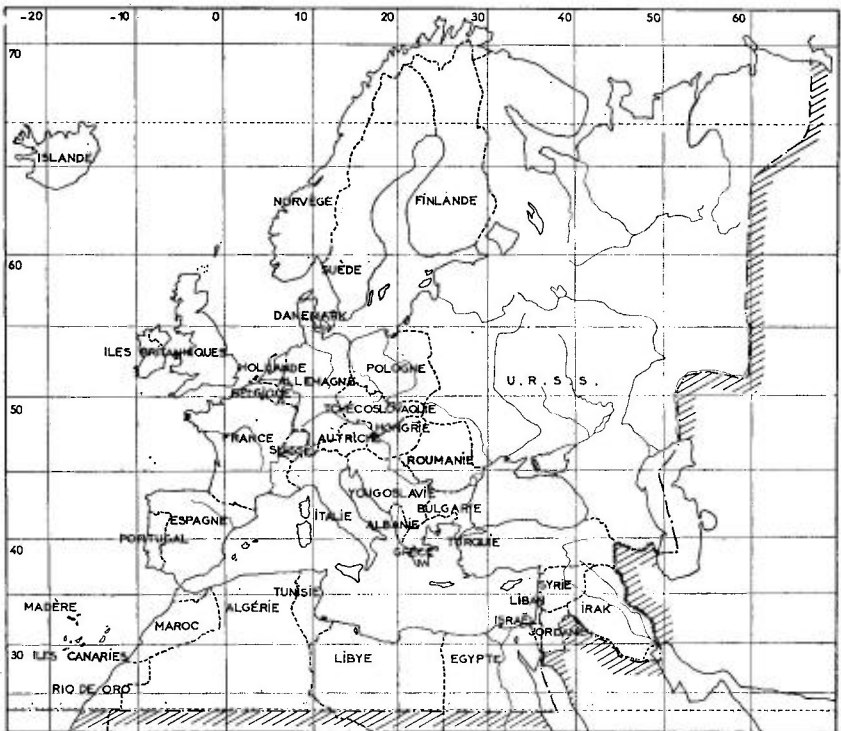 -20 -10 0 10 20 30 40 50 60
70
ISLANDE
NORVÈGE
FINLANDE
60
SUÈDE
DANEMARK
ILES BRITANNIQUES
HOLLANDE
POLOGNE
ALLEMAGNE
U.R.S.S.
BELGIQUE
50
TCHÉCOSLOVAQUIE
HONGRIE
FRANCE
AUTRICHE
SUISSE
ROUMANIE
YOUGOSLAVIE
BULGARIE
ITALIE
ESPAGNE
ALBANIE
PORTUGAL
TURQUIE
40
GRÈCE
SYRIE
TUNISIE
LIBAN
MADÈRE
ALGÉRIE
IRAK
MAROC
ISRAËL
JORDANIE
30
ILES CANARIES
LIBYE
EGYPTE
RIO DE ORO